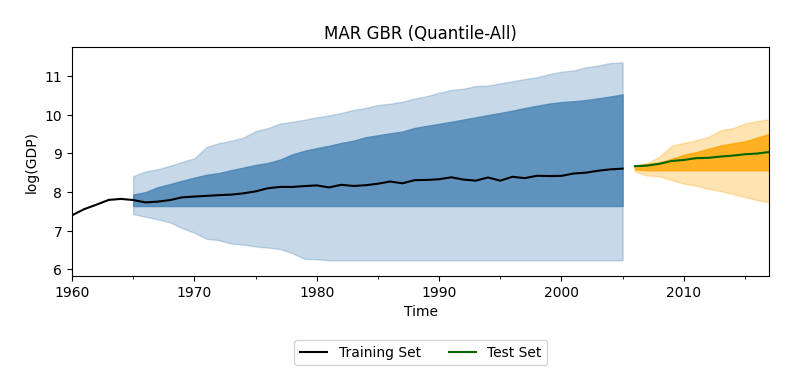 MAR GBR (Quantile-All)
log(GDP)
11
10
9
8
7
6
1960
1970
1980
1990
2000
2010
Time
Training Set
Test Set